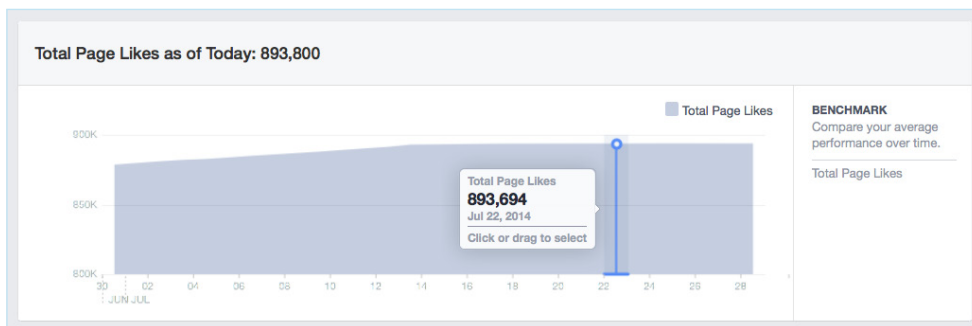 Total Page Likes as of Today: 893,800
Total Page Likes
BENCHMARK
Compare your average
performance over time.
Total Page Likes
900K
850K
800K
Total Page Likes
893,694
Jul 22, 2014
Click or drag to select
30 02 04 06 08 10 12 14 16 18 20 22 24 26 28
JUN JUL